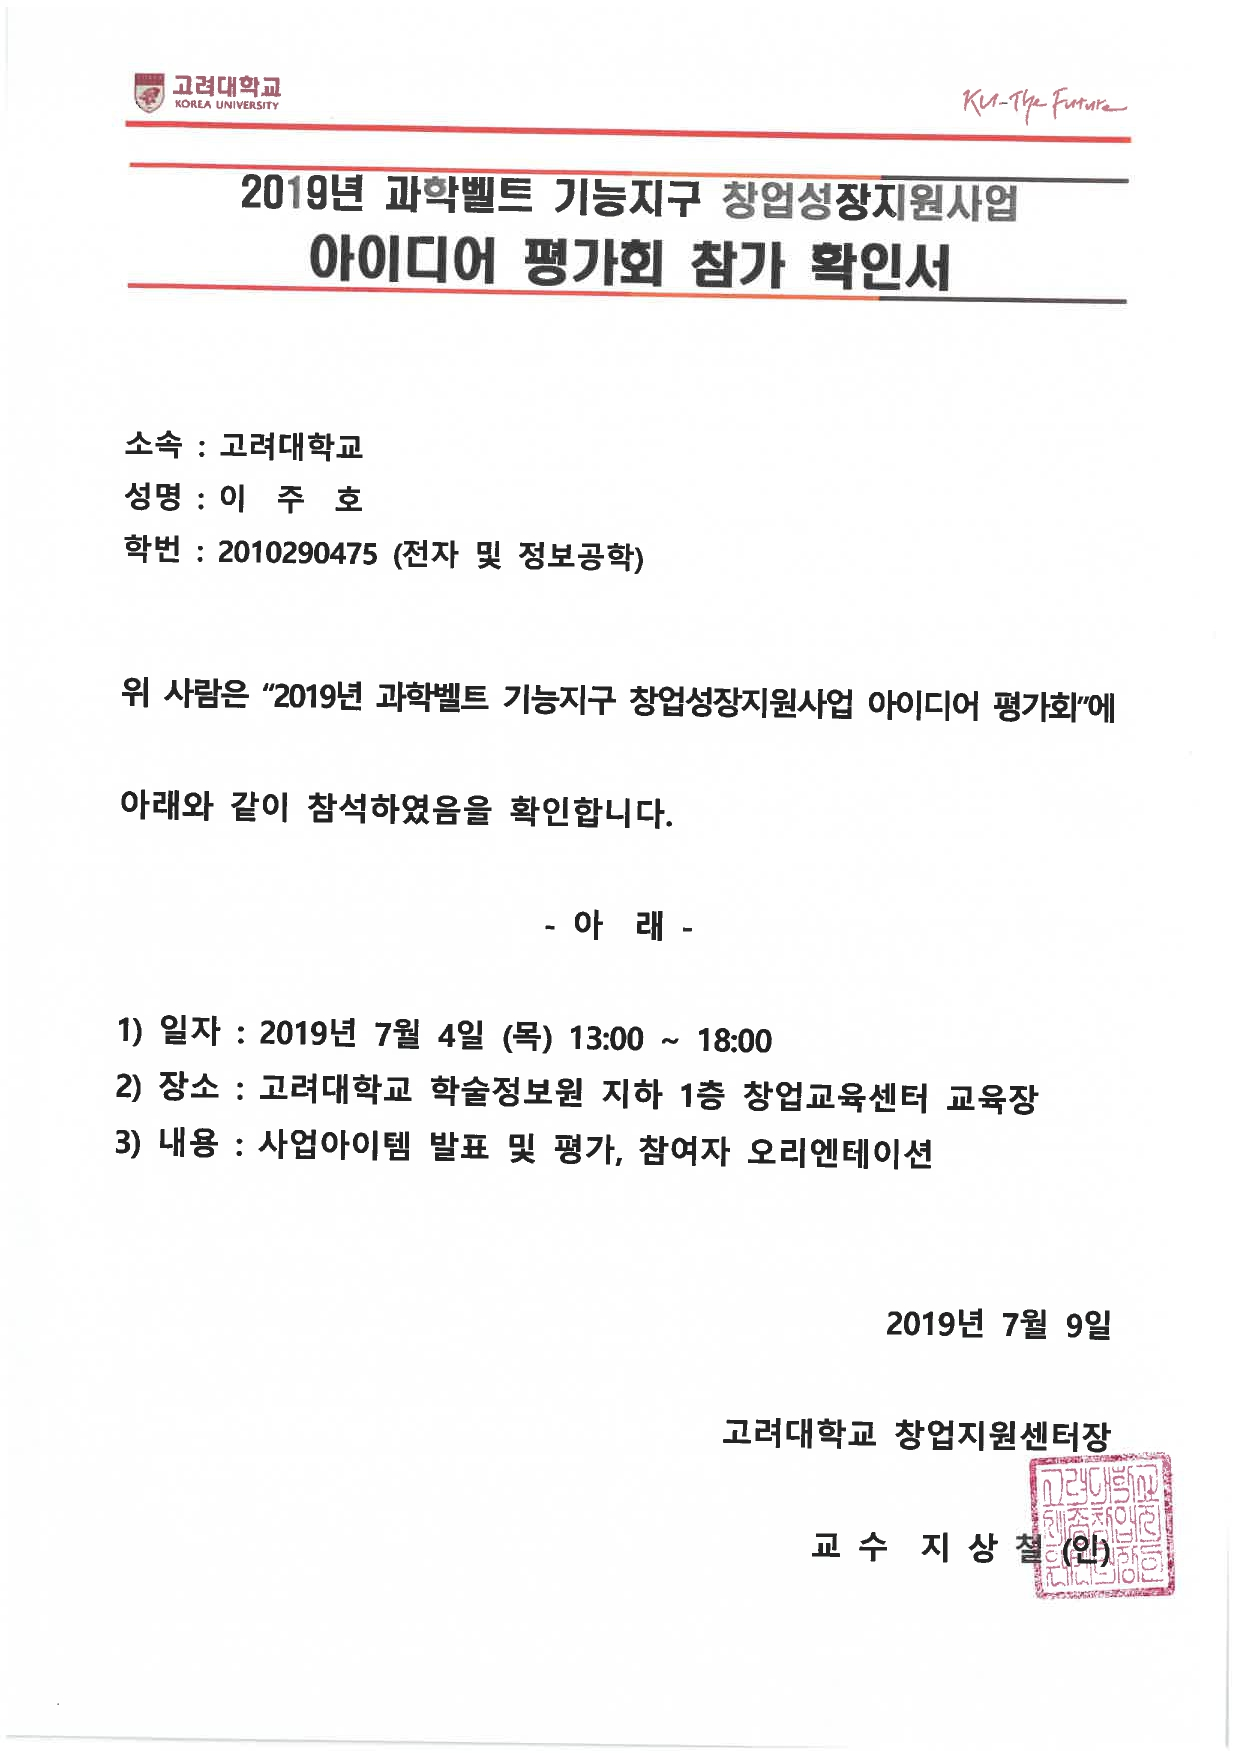 고려대학교
KOREA UNIVERSITY
KU-The Future
2019년 과학벨트 기능지구 창업성장지원사업
아이디어 평가회 참가 확인서
소속 : 고려대학교
성명 : 이 주 호
학번 : 2010290475 (전자 및 정보공학)
위 사람은 “2019년 과학벨트 기능지구 창업성장지원사업 아이디어 평가회”에
아래와 같이 참석하였음을 확인합니다.
- 아 래 -
1) 일자 : 2019년 7월 4일 (목) 13:00 ~ 18:00
2) 장소 : 고려대학교 학술정보원 지하 1층 창업교육센터 교육장
3) 내용 : 사업아이템 발표 및 평가, 참여자 오리엔테이션
2019년 7월 9일
고려대학교 창업지원센터장
교 수 지 상 철 (인)
고려대학교